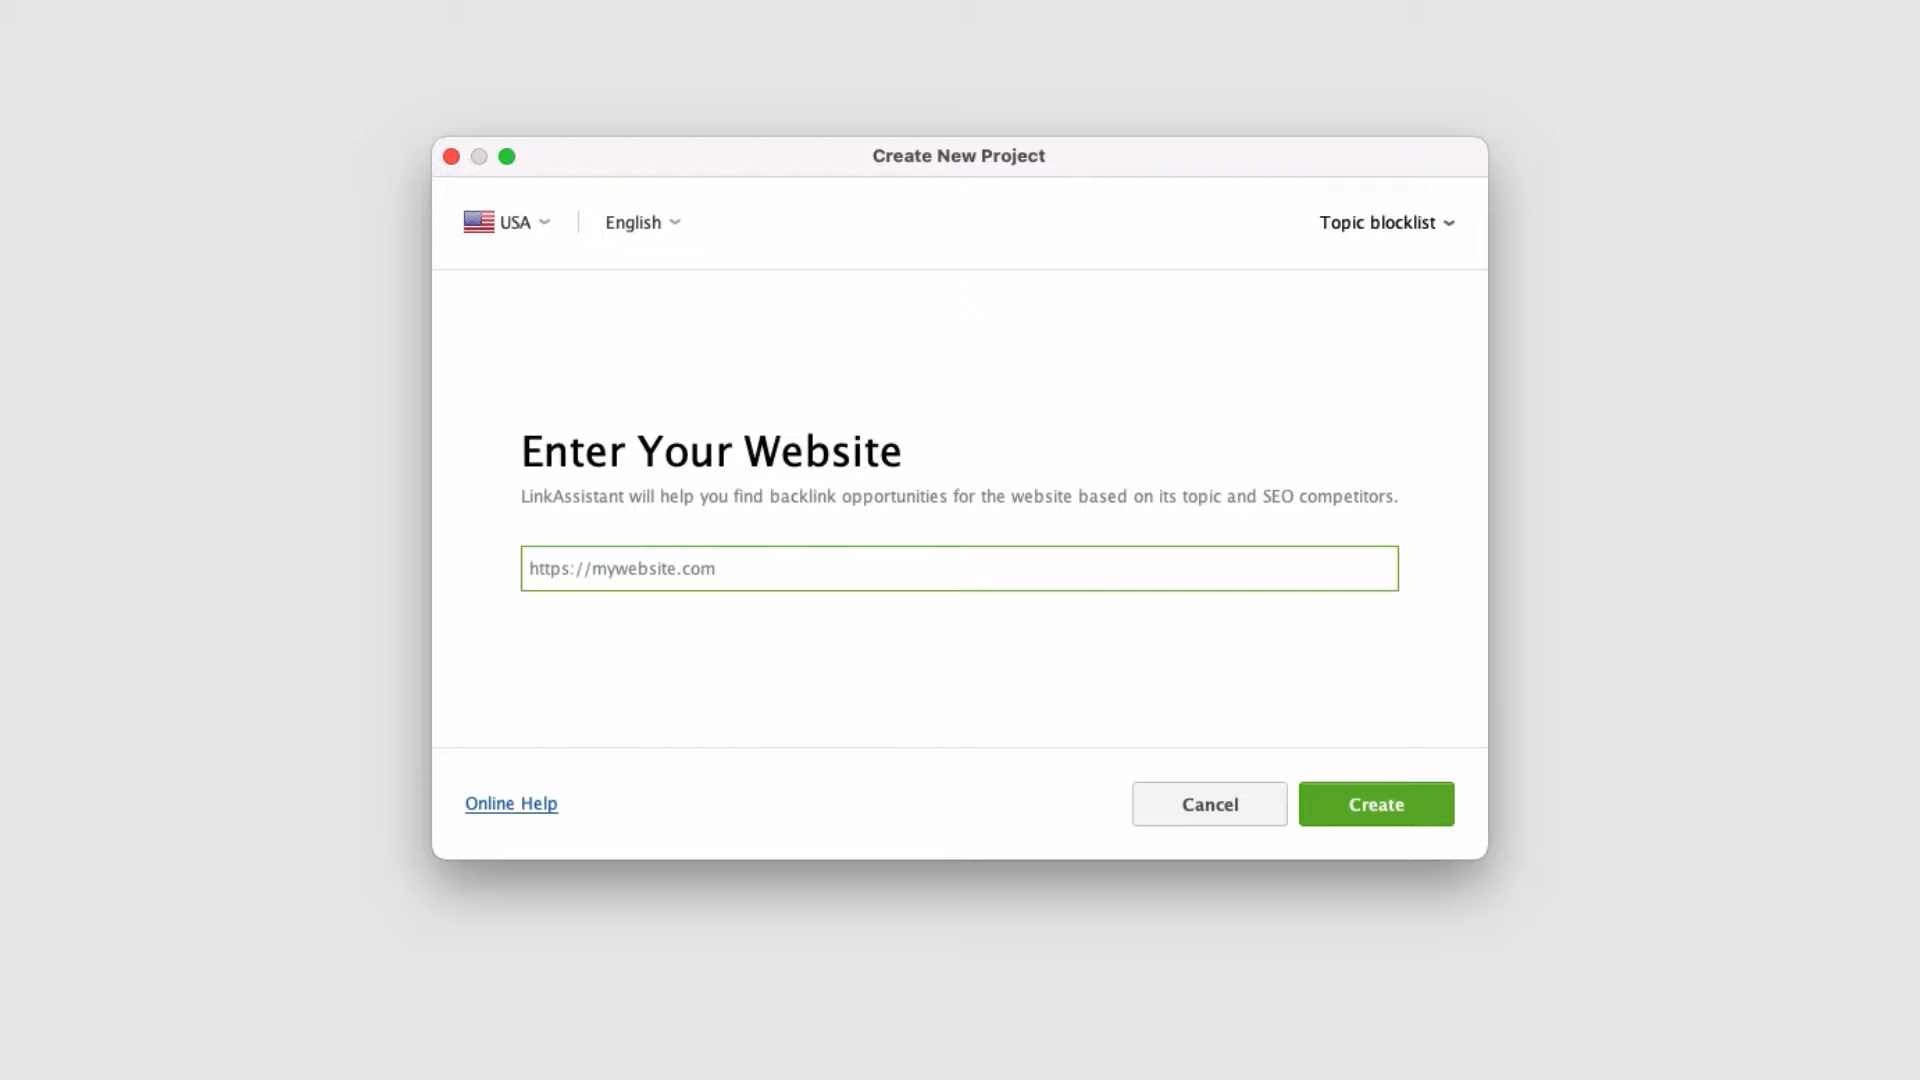 Create New Project
USA English Topic blocklist
Enter Your Website
LinkAssistant will help you find backlink opportunities for the website based on its topic and SEO competitors.
https://mywebsite.com
Online Help Cancel Create